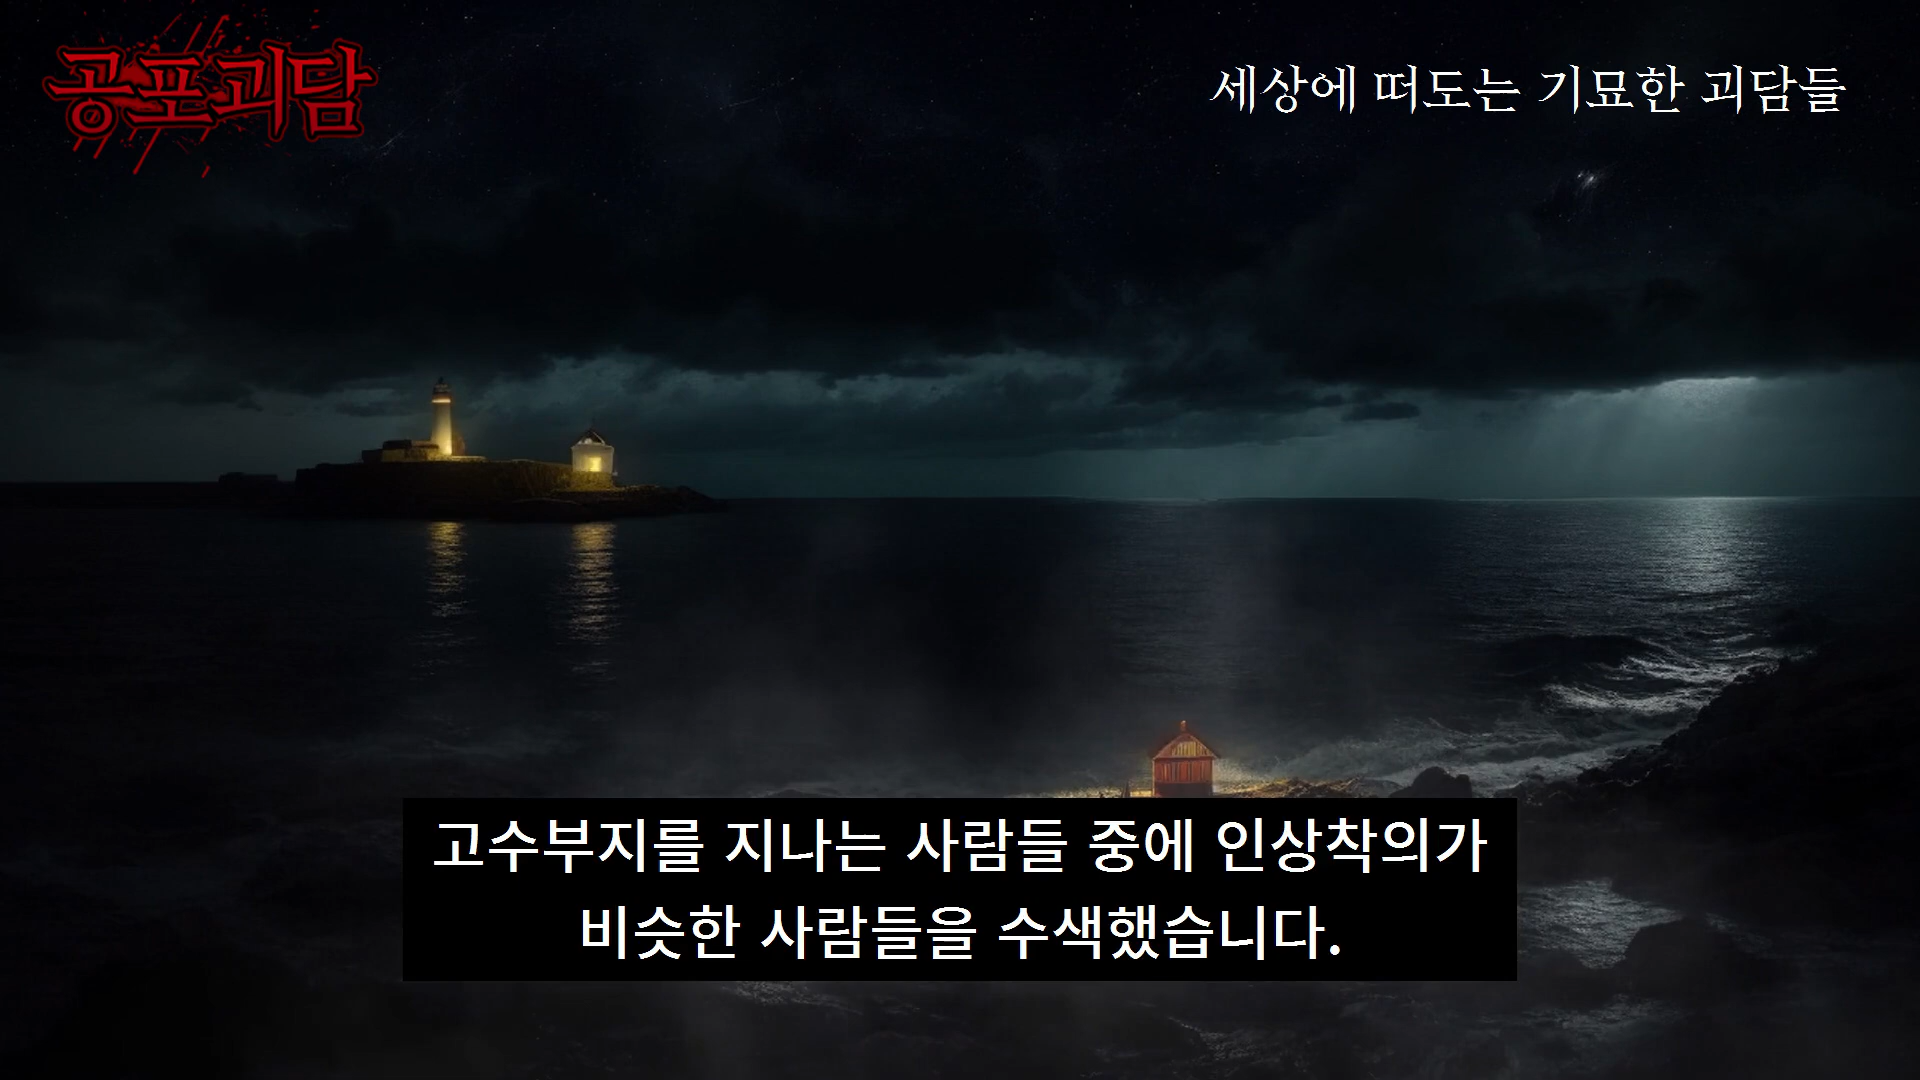 공포괴담
세상에 떠도는 기묘한 괴담들
고수부지를 지나는 사람들 중에 인상착의가
비슷한 사람들을 수색했습니다.